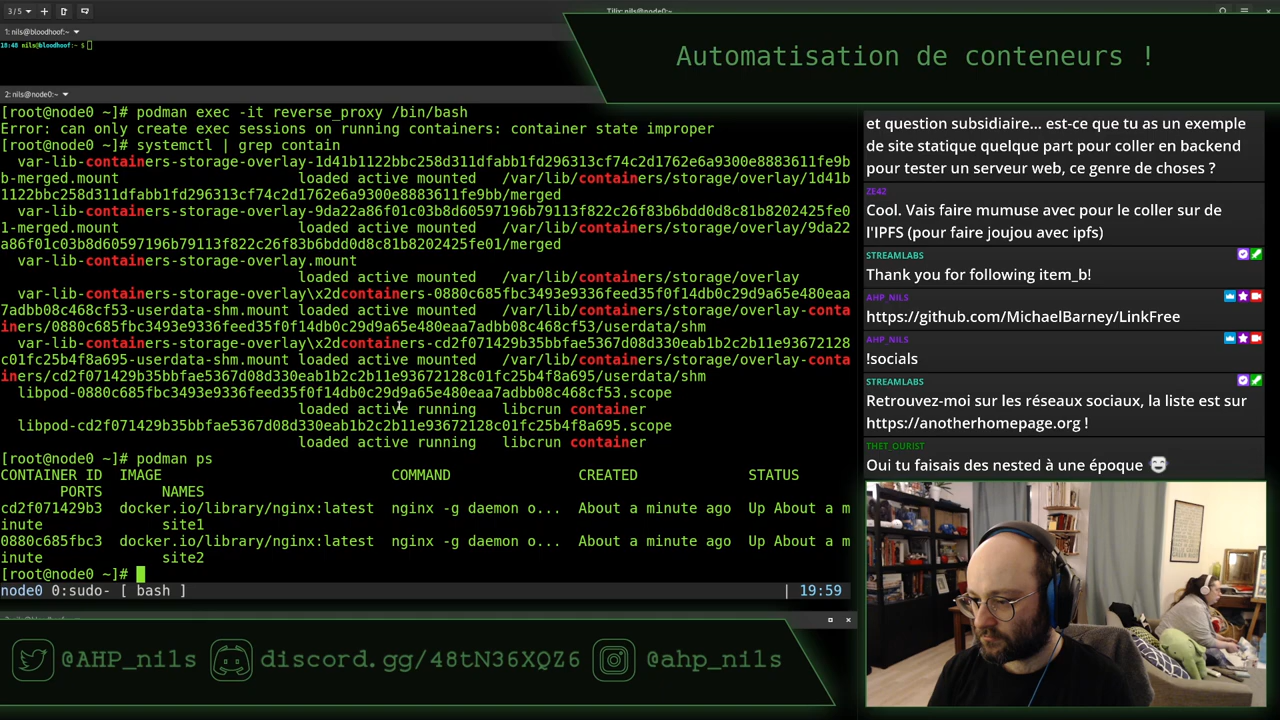 3 / 5
Tilix: nils@node0:~
1: nils@bloodhoof:~
18:48 nils@bloodhoof:~ $
Automatisation de conteneurs !
2: nils@node0:~
[root@node0 ~]# podman exec -it reverse_proxy /bin/bash
Error: can only create exec sessions on running containers: container state improper
[root@node0 ~]# systemctl | grep contain
var-lib-containers-storage-overlay-1d41b1122bbc258d311dfabb1fd296313cf74c2d1762e6a9300e8883611fe9b
b-merged.mount loaded active mounted /var/lib/containers/storage/overlay/1d41b
1122bbc258d311dfabb1fd296313cf74c2d1762e6a9300e8883611fe9bb/merged
var-lib-containers-storage-overlay-9da22a86f01c03b8d60597196b79113f822c26f83b6bdd0d8c81b8202425fe0
1-merged.mount loaded active mounted /var/lib/containers/storage/overlay/9da22
a86f01c03b8d60597196b79113f822c26f83b6bdd0d8c81b8202425fe01/merged
var-lib-containers-storage-overlay.mount
loaded active mounted /var/lib/containers/storage/overlay
var-lib-containers-storage-overlay\x2dcontainers-0880c685fbc3493e9336feed35f0f14db0c29d9a65e480eaa
7adbb08c468cf53-userdata-shm.mount loaded active mounted /var/lib/containers/storage/overlay-conta
iners/0880c685fbc3493e9336feed35f0f14db0c29d9a65e480eaa7adbb08c468cf53/userdata/shm
var-lib-containers-storage-overlay\x2dcontainers-cd2f071429b35bbfae5367d08d330eab1b2c2b11e93672128
c01fc25b4f8a695-userdata-shm.mount loaded active mounted /var/lib/containers/storage/overlay-conta
iners/cd2f071429b35bbfae5367d08d330eab1b2c2b11e93672128c01fc25b4f8a695/userdata/shm
libpod-0880c685fbc3493e9336feed35f0f14db0c29d9a65e480eaa7adbb08c468cf53.scope
loaded active running libcrun container
libpod-cd2f071429b35bbfae5367d08d330eab1b2c2b11e93672128c01fc25b4f8a695.scope
loaded active running libcrun container
[root@node0 ~]# podman ps
CONTAINER ID IMAGE COMMAND CREATED STATUS
PORTS NAMES
cd2f071429b3 docker.io/library/nginx:latest nginx -g daemon o... About a minute ago Up About a m
inute site1
0880c685fbc3 docker.io/library/nginx:latest nginx -g daemon o... About a minute ago Up About a m
inute site2
[root@node0 ~]#
node0 0:sudo- [ bash ] | 19:59
et question subsidiaire... est-ce que tu as un exemple
de site statique quelque part pour coller en backend
pour tester un serveur web, ce genre de choses ?
ZE42
Cool. Vais faire mumuse avec pour le coller sur de
l'IPFS (pour faire joujou avec ipfs)
STREAMLABS
Thank you for following item_b!
AHP_NILS
https://github.com/MichaelBarney/LinkFree
AHP_NILS
!socials
STREAMLABS
Retrouvez-moi sur les réseaux sociaux, la liste est sur
https://anotherhomepage.org !
THET_OURIST
Oui tu faisais des nested à une époque
@AHP_nils discord.gg/48tN36XQZ6 @ahp_nils